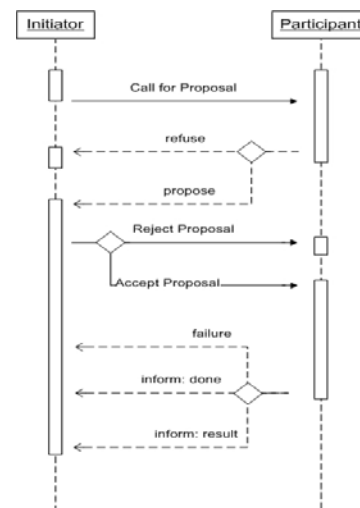 Initiator
Participant
Call for Proposal
refuse
propose
Reject Proposal
Accept Proposal
failure
inform: done
inform: result